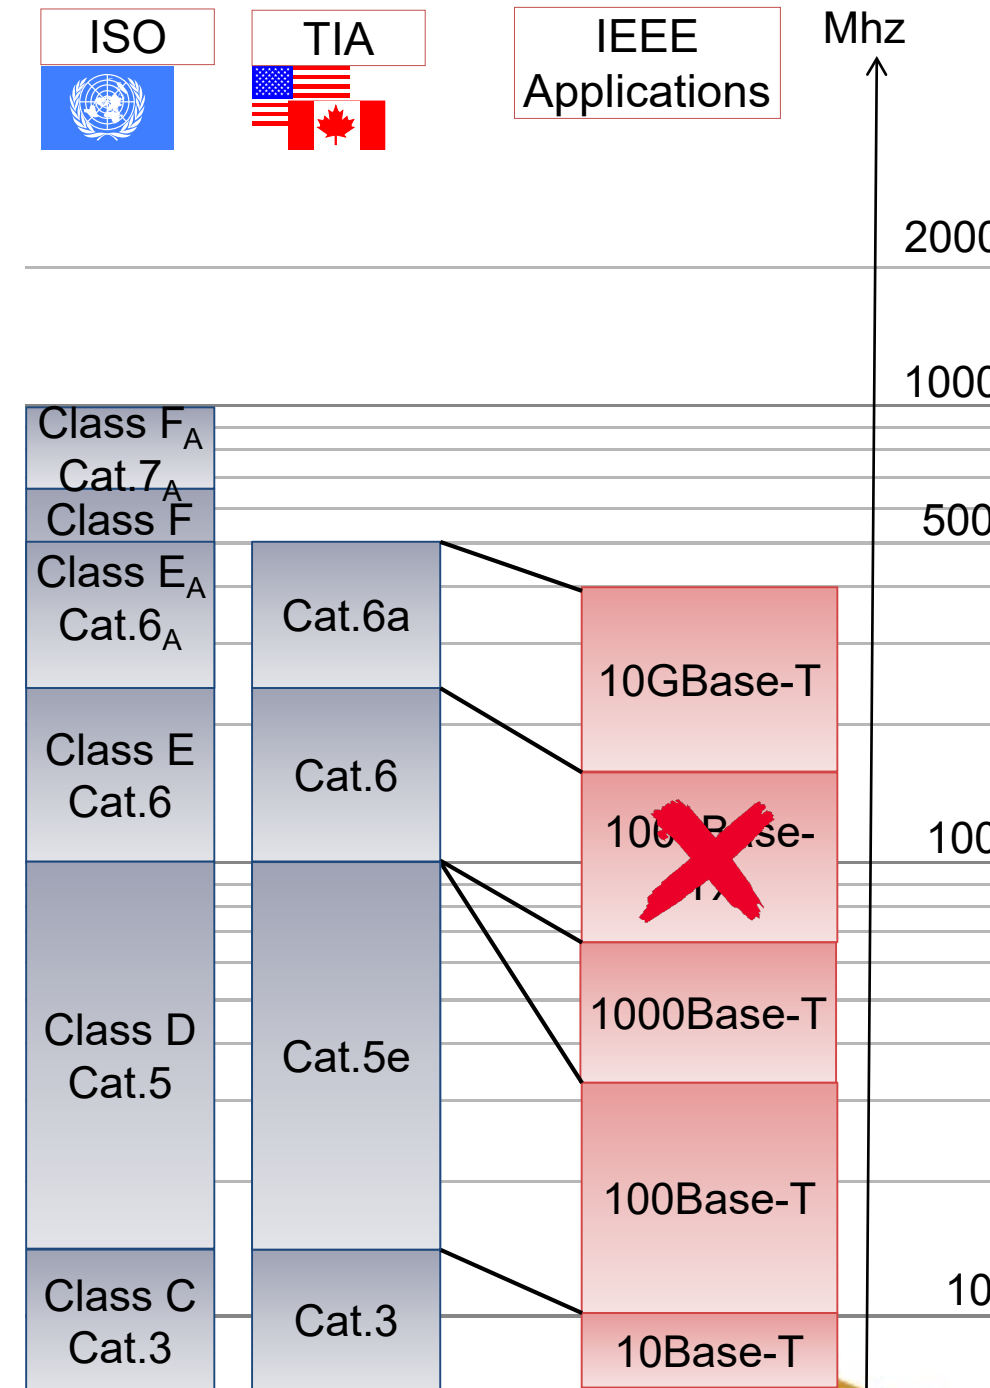 ISO
TIA
IEEE
Applications
Mhz
2000
1000
500
100
10
Class FA
Cat.7A
Class F
Class EA
Cat.6A
Class E
Cat.6
Class D
Cat.5
Class C
Cat.3
Cat.6a
Cat.6
Cat.5e
Cat.3
10GBase-T
1000Base-T
100Base-T
10Base-T